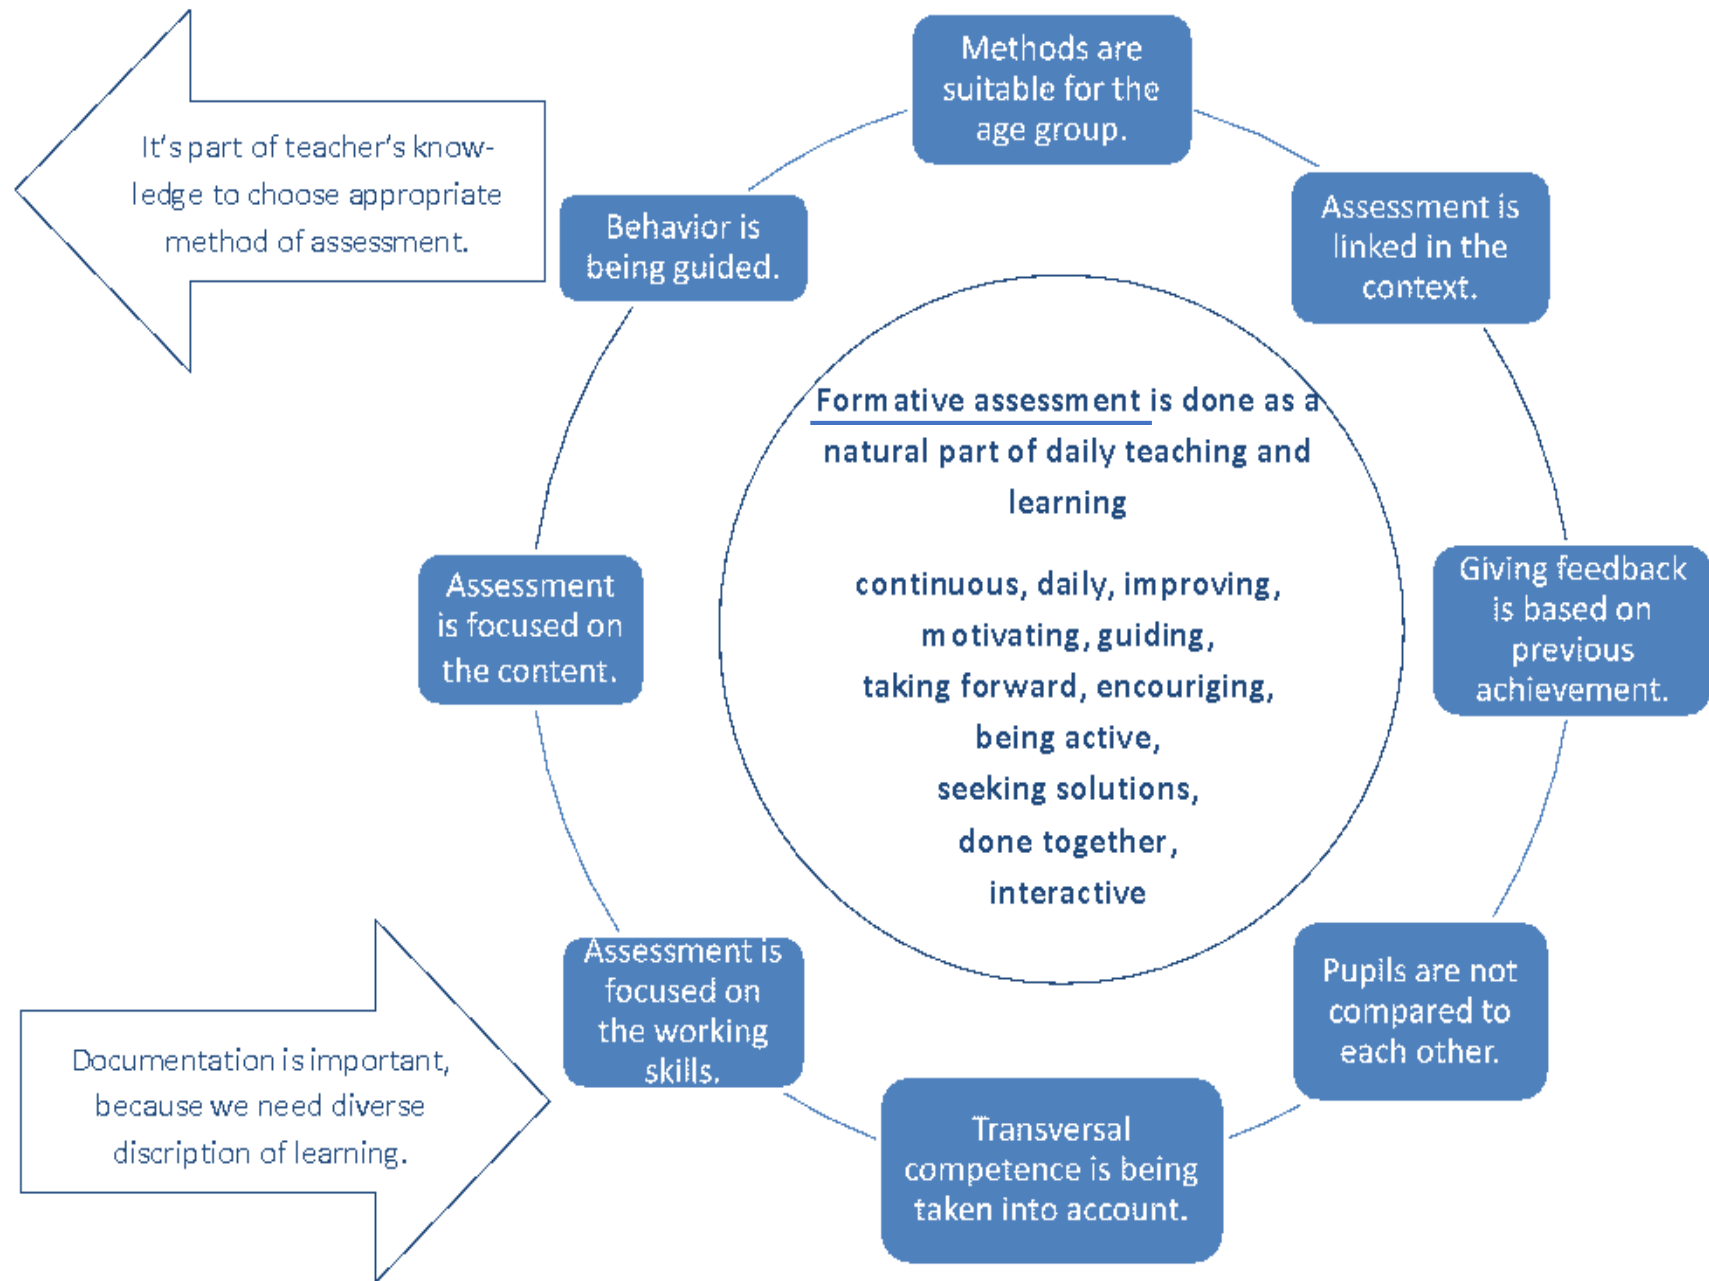 Methods are
suitable for the
age group.
It's part of teacher's know-
ledge to choose appropriate
method of assessment.
Behavior is
being guided.
Assessment is
linked in the
context.
Formative assessment is done as a
natural part of daily teaching and
learning
continuous, daily, improving,
motivating, guiding,
taking forward, encouriging,
being active,
seeking solutions,
done together,
interactive
Assessment
is focused on
the content.
Giving feedback
is based on
previous
achievement.
Assessment is
focused on
the working
skills.
Pupils are not
compared to
each other.
Documentation is important,
because we need diverse
discription of learning.
Transversal
competence is being
taken into account.